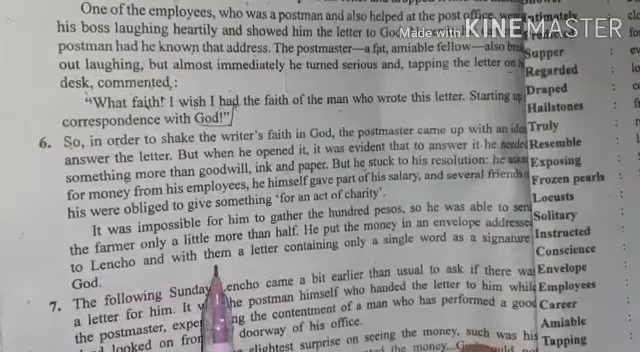 One of the employees, who was a postman and also helped at the post office, went
his boss laughing heartily and showed him the letter to God
Made with KINEMASTER
postman had he known that address. The postmaster—a fat, amiable fellow—also
out laughing, but almost immediately he turned serious and, tapping the letter on
desk, commented,:
"What faith! I wish I had the faith of the man who wrote this letter. Starting up
correspondence with God!"
6. So, in order to shake the writer's faith in God, the postmaster came up with an
answer the letter. But when he opened it, it was evident that to answer it he needed
something more than goodwill, ink and paper. But he stuck to his resolution: he asked
for money from his employees, he himself gave part of his salary, and several friends
his were obliged to give something 'for an act of charity'.
It was impossible for him to gather the hundred pesos, so he was able to
the farmer only a little more than half. He put the money in an envelope addressed
to Lencho and with them a letter containing only a single word as a signature
God.
7. The following Sunday Lencho came a bit earlier than usual to ask if there was
a letter for him. It the postman himself who handed the letter to him while
the postmaster, the contentment of a man who has performed a good
looked on doorway of his office.
slightest surprise on seeing the money, such was his
the money...
Intimately
Supper
Regarded
Draped
Hailstones
Truly
Resemble
Exposing
Frozen pearls
Locusts
Solitary
Instructed
Conscience
Envelope
Employees
Career
Amiable
Tapping